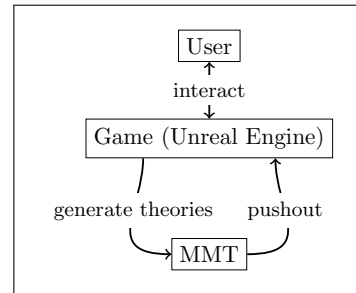 User
interact
Game (Unreal Engine)
generate theories pushout
MMT